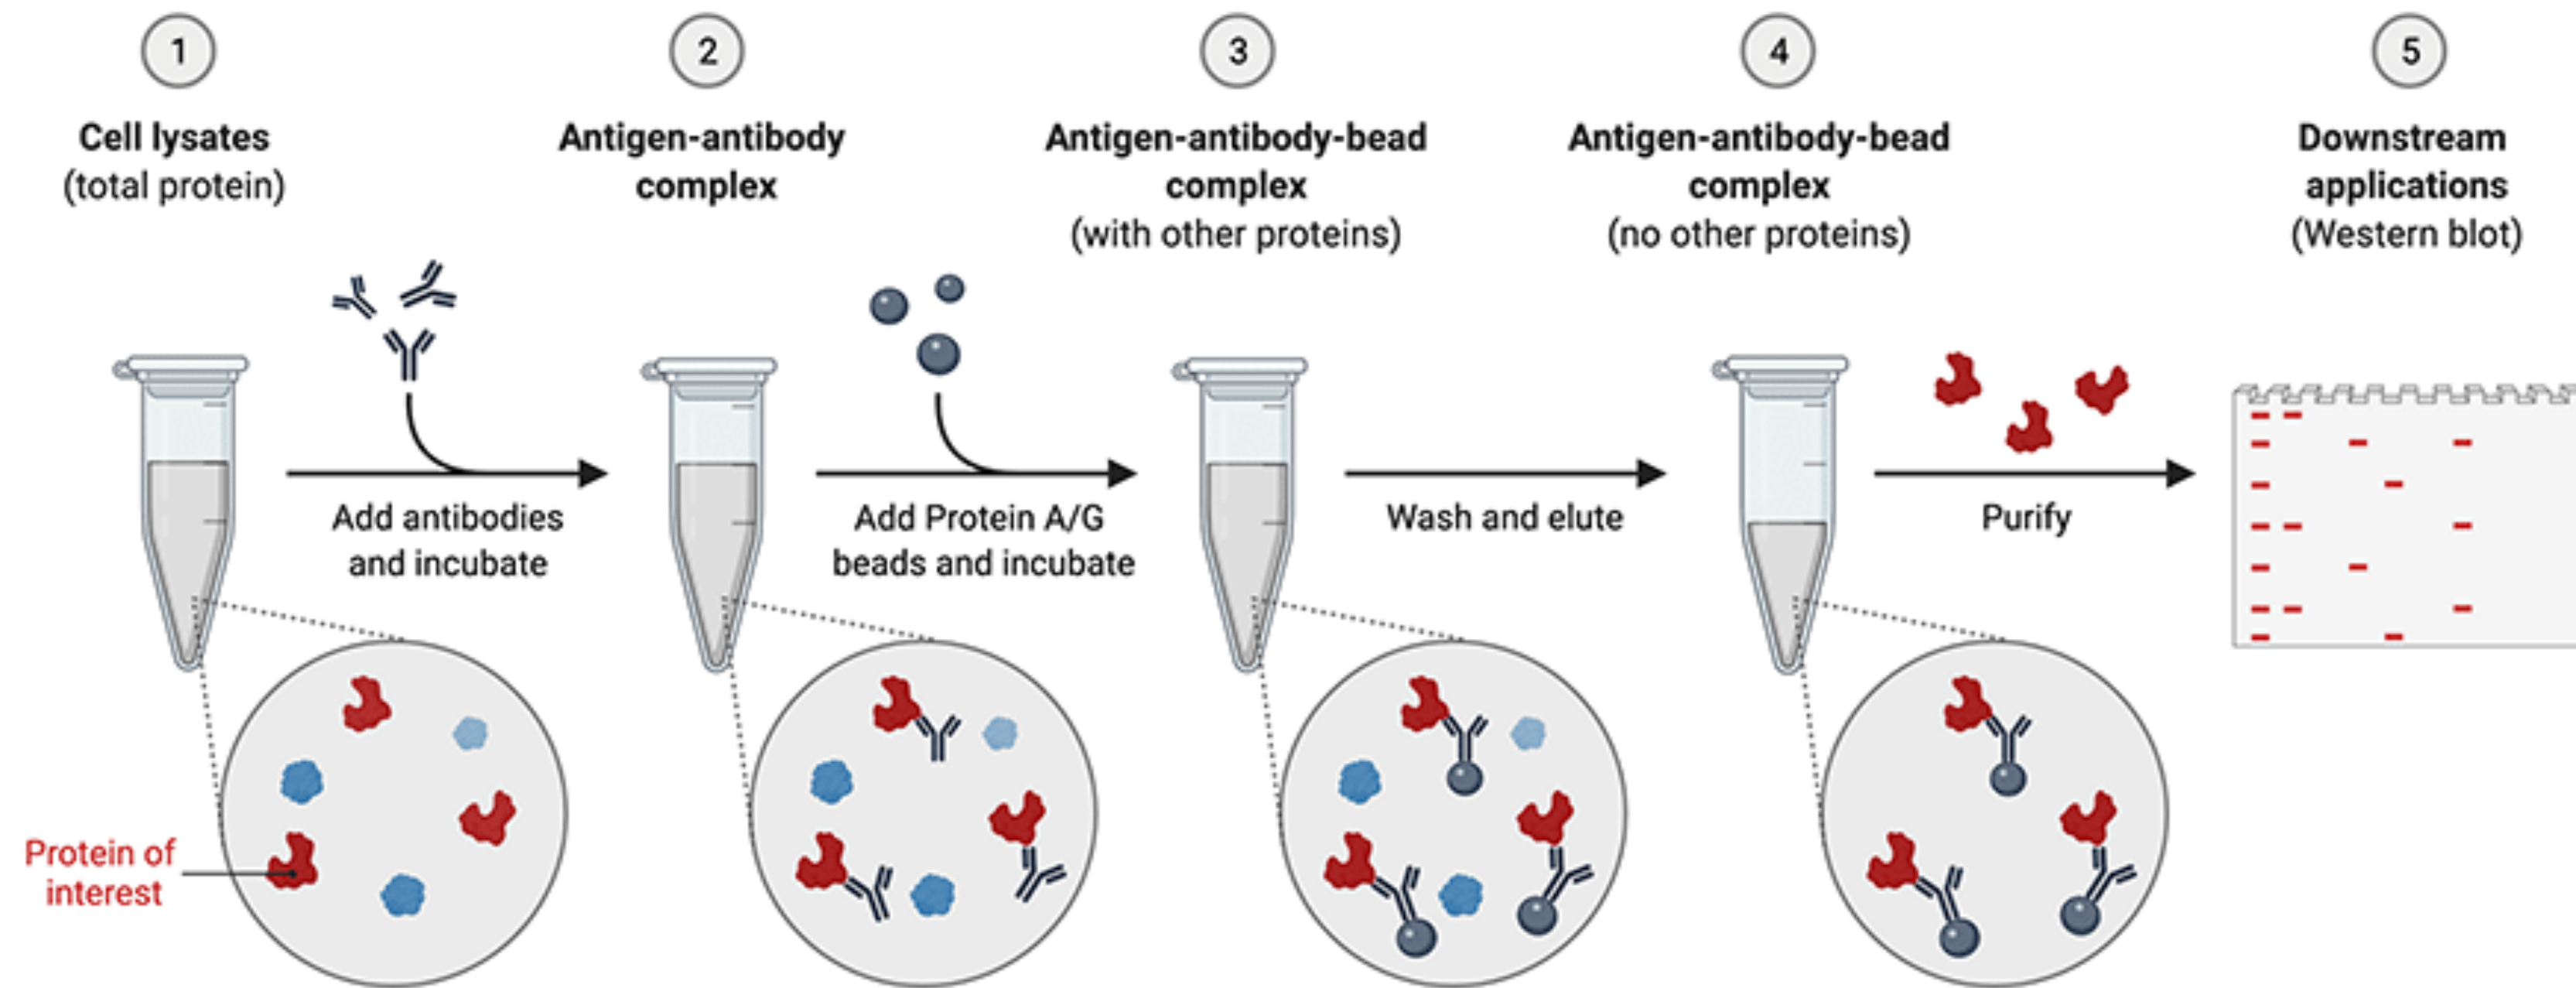 1
Cell lysates
(total protein)
2
Antigen-antibody
complex
3
Antigen-antibody-bead
complex
(with other proteins)
4
Antigen-antibody-bead
complex
(no other proteins)
5
Downstream
applications
(Western blot)
Add antibodies
and incubate
Add Protein A/G
beads and incubate
Wash and elute
Purify
Protein of
interest